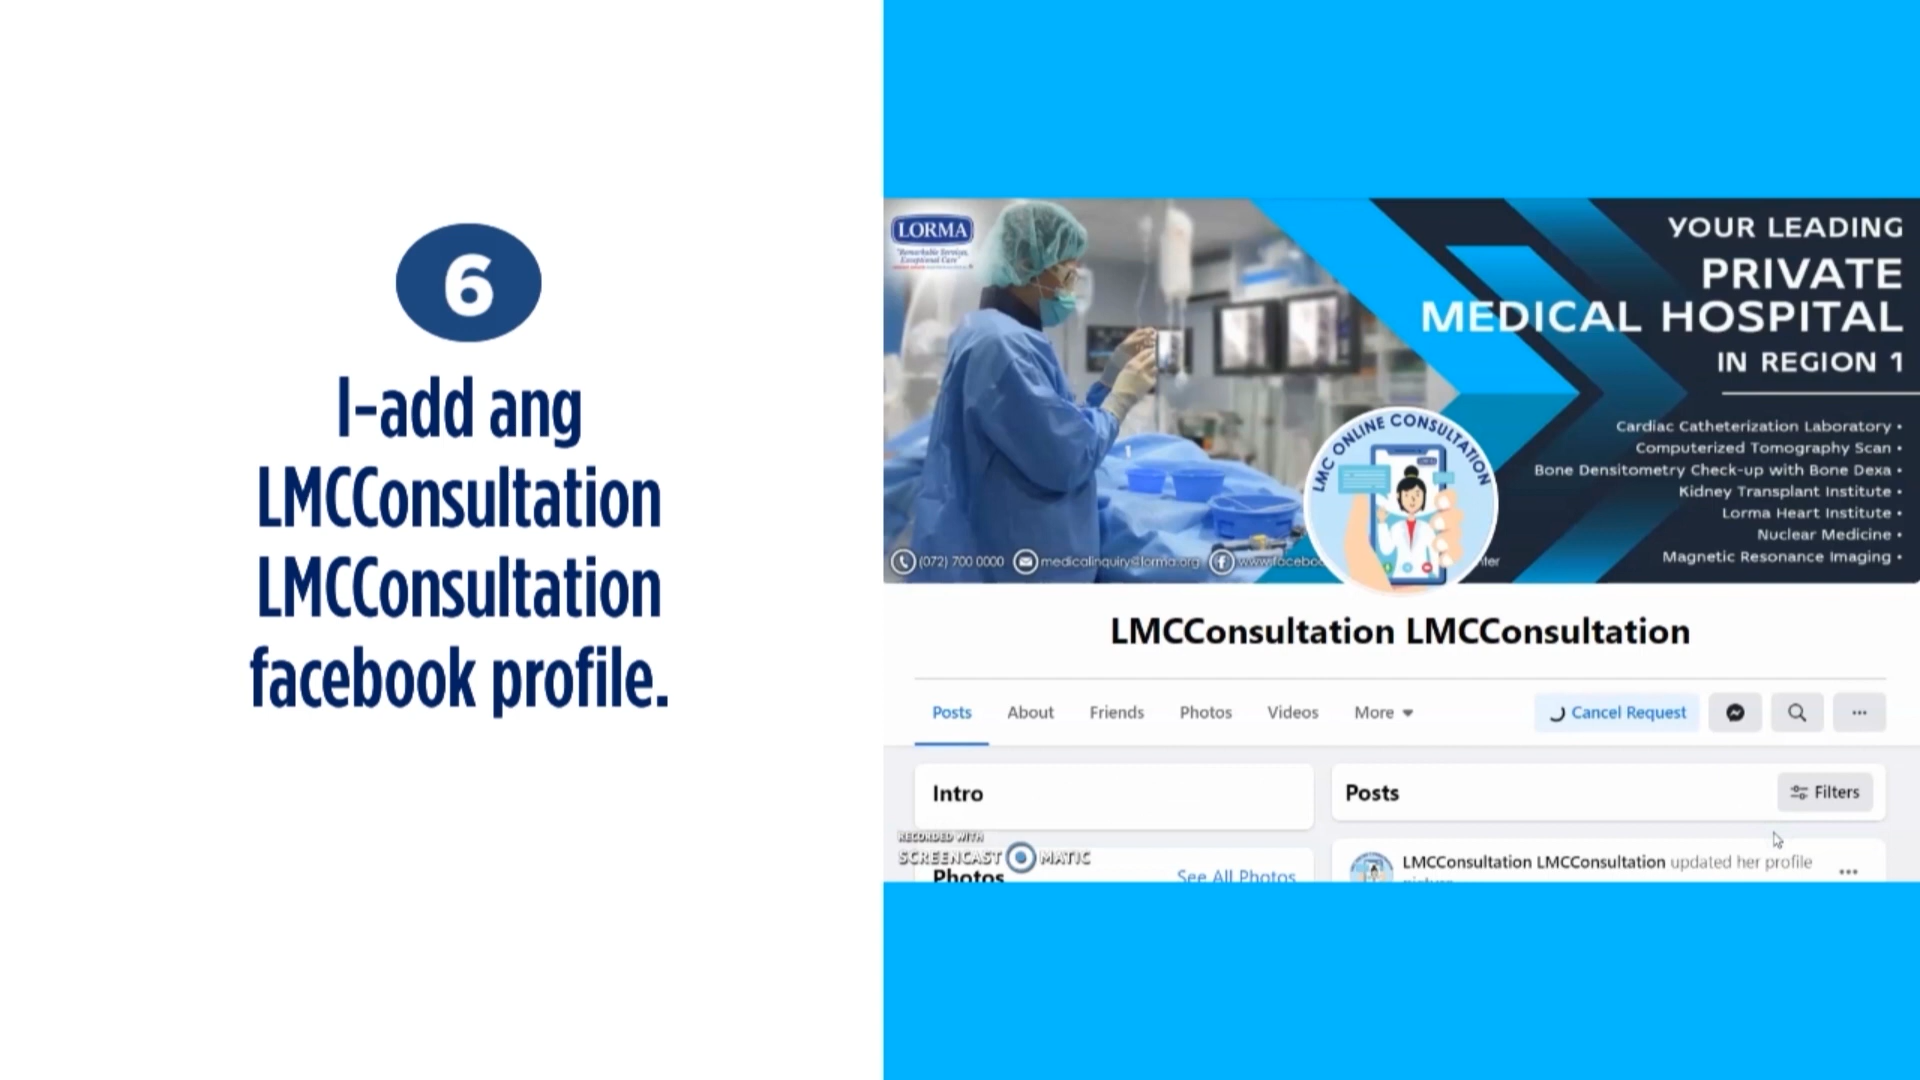 6
I-add ang
LMCConsultation
LMCConsultation
facebook profile.
LORMA
"Remarkable Services,
Exceptional Care"
YOUR LEADING
PRIVATE
MEDICAL HOSPITAL
IN REGION 1
Cardiac Catheterization Laboratory •
Computerized Tomography Scan •
Bone Densitometry Check-up with Bone Dexa •
Kidney Transplant Institute •
Lorma Heart Institute •
Nuclear Medicine •
Magnetic Resonance Imaging •
LMC ONLINE CONSULTATION
(072) 700 0000 medicalinquiry@lorma.org www.facebo
LMCConsultation LMCConsultation
Posts About Friends Photos Videos More Cancel Request ...
Intro
Posts Filters
RECORDED WITH
SCREENCAST MATIC
Photos See All Photos
LMCConsultation LMCConsultation updated her profile ...